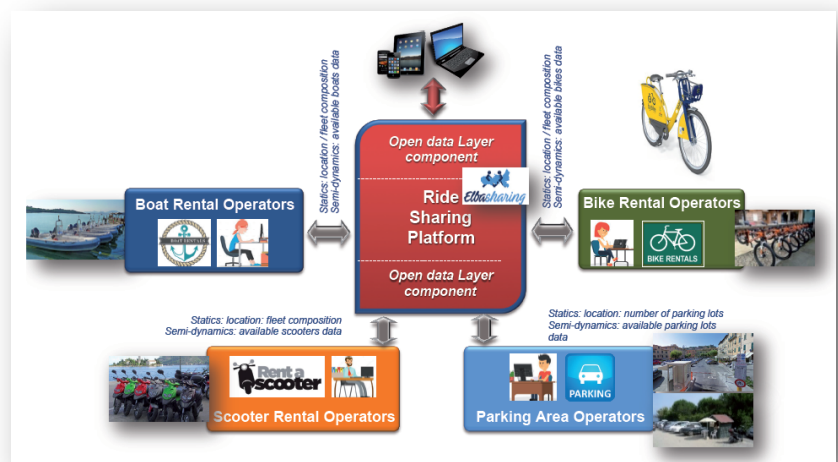 Statics: location / fleet composition
Semi-dynamics: available boats data
Statics: location / fleet composition
Semi-dynamics: available bikes data
Open data Layer
component
Elbasharing
Ride
Sharing
Platform
Open data Layer
component
Boat Rental Operators
BOAT RENTALS
Bike Rental Operators
BIKE RENTALS
Statics: location: fleet composition
Semi-dynamics: available scooters data
Statics: location: number of parking lots
Semi-dynamics: available parking lots
data
Rent a
scooter
Scooter Rental Operators
PARKING
Parking Area Operators